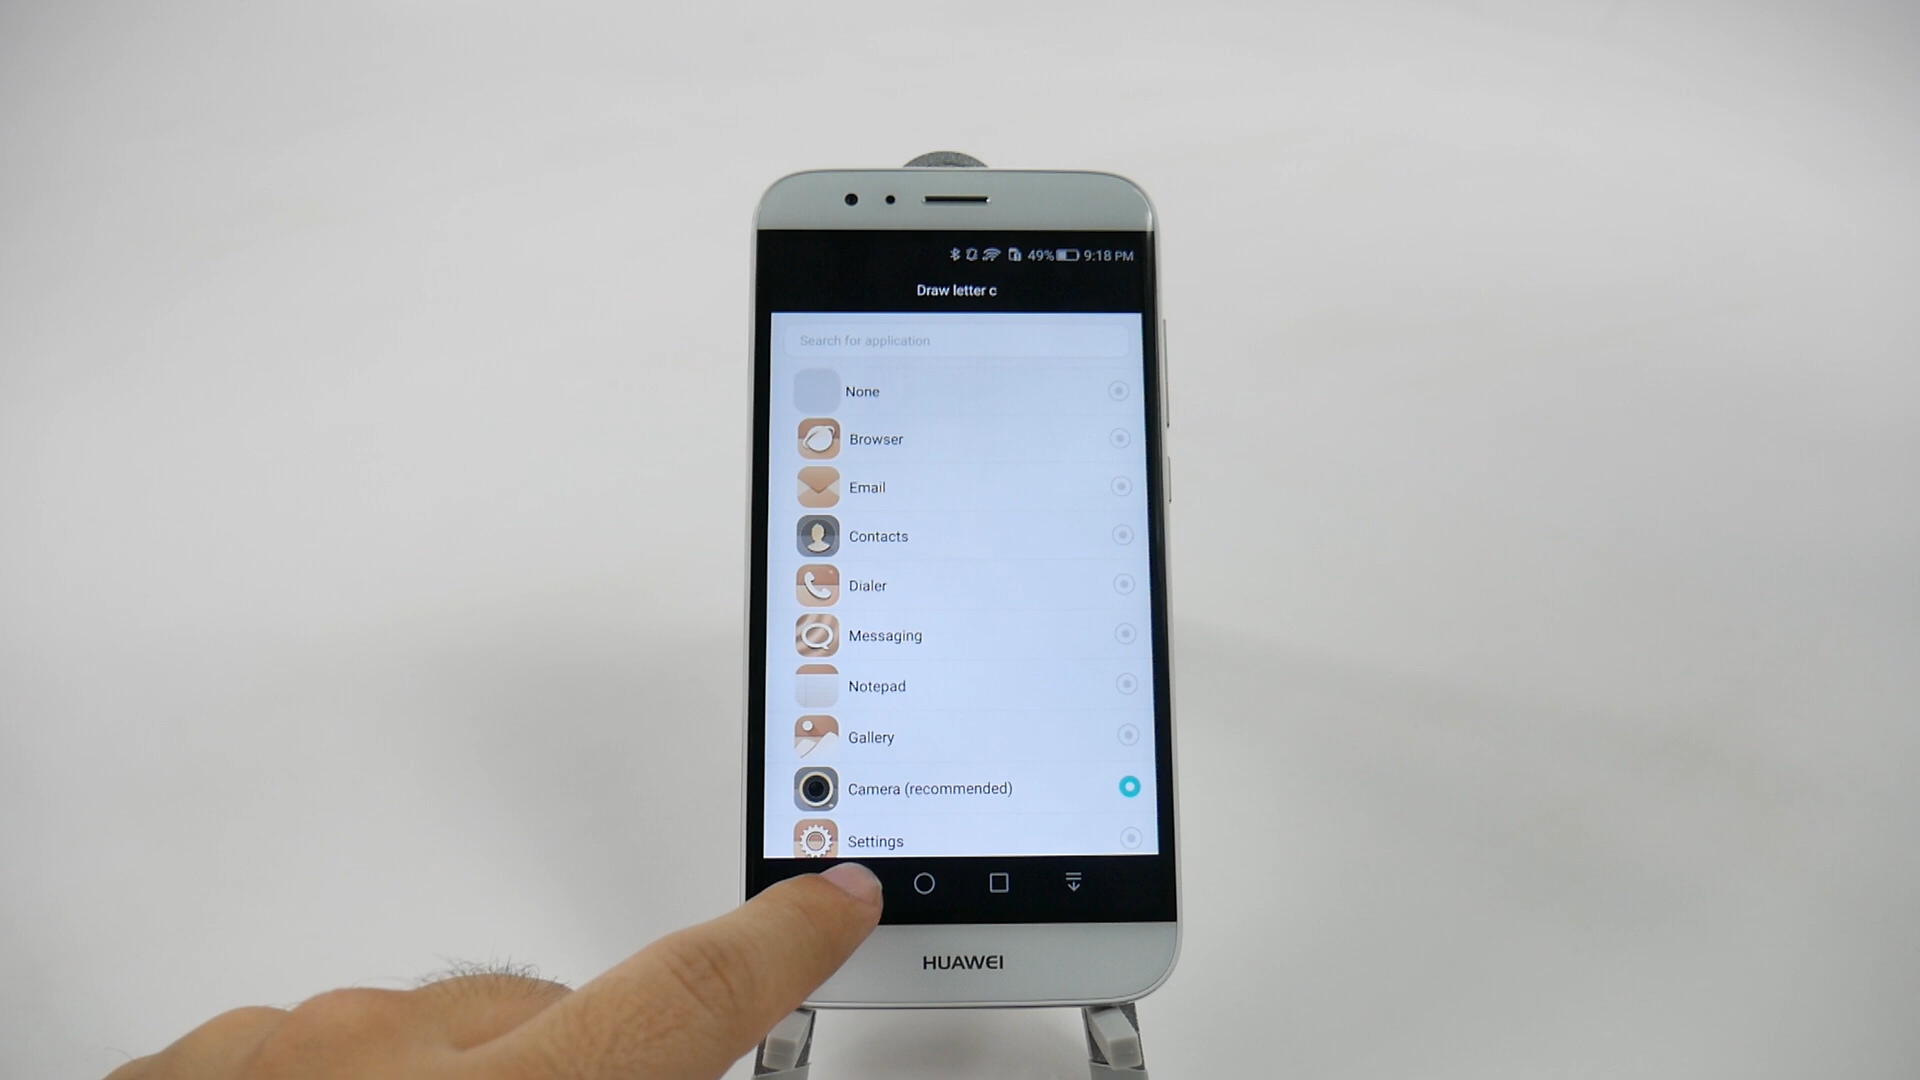 49% 9:18 PM
Draw letter c
Search for application
None
Browser
Email
Contacts
Dialer
Messaging
Notepad
Gallery
Camera (recommended)
Settings
HUAWEI